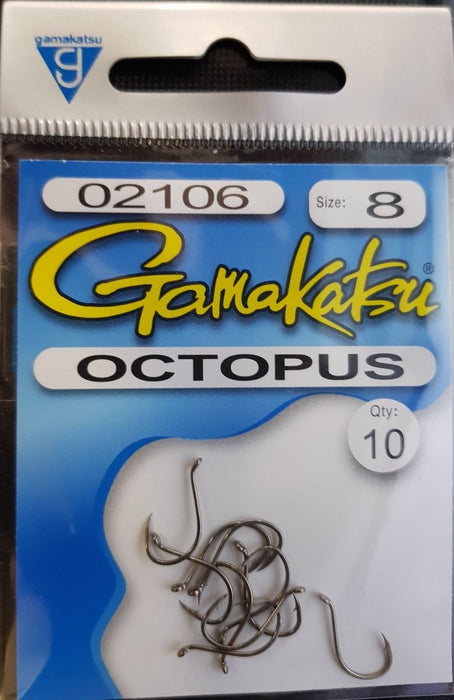 gamakatsu
g
02106
Size: 8
Gamakatsu®
OCTOPUS
Qty:
10